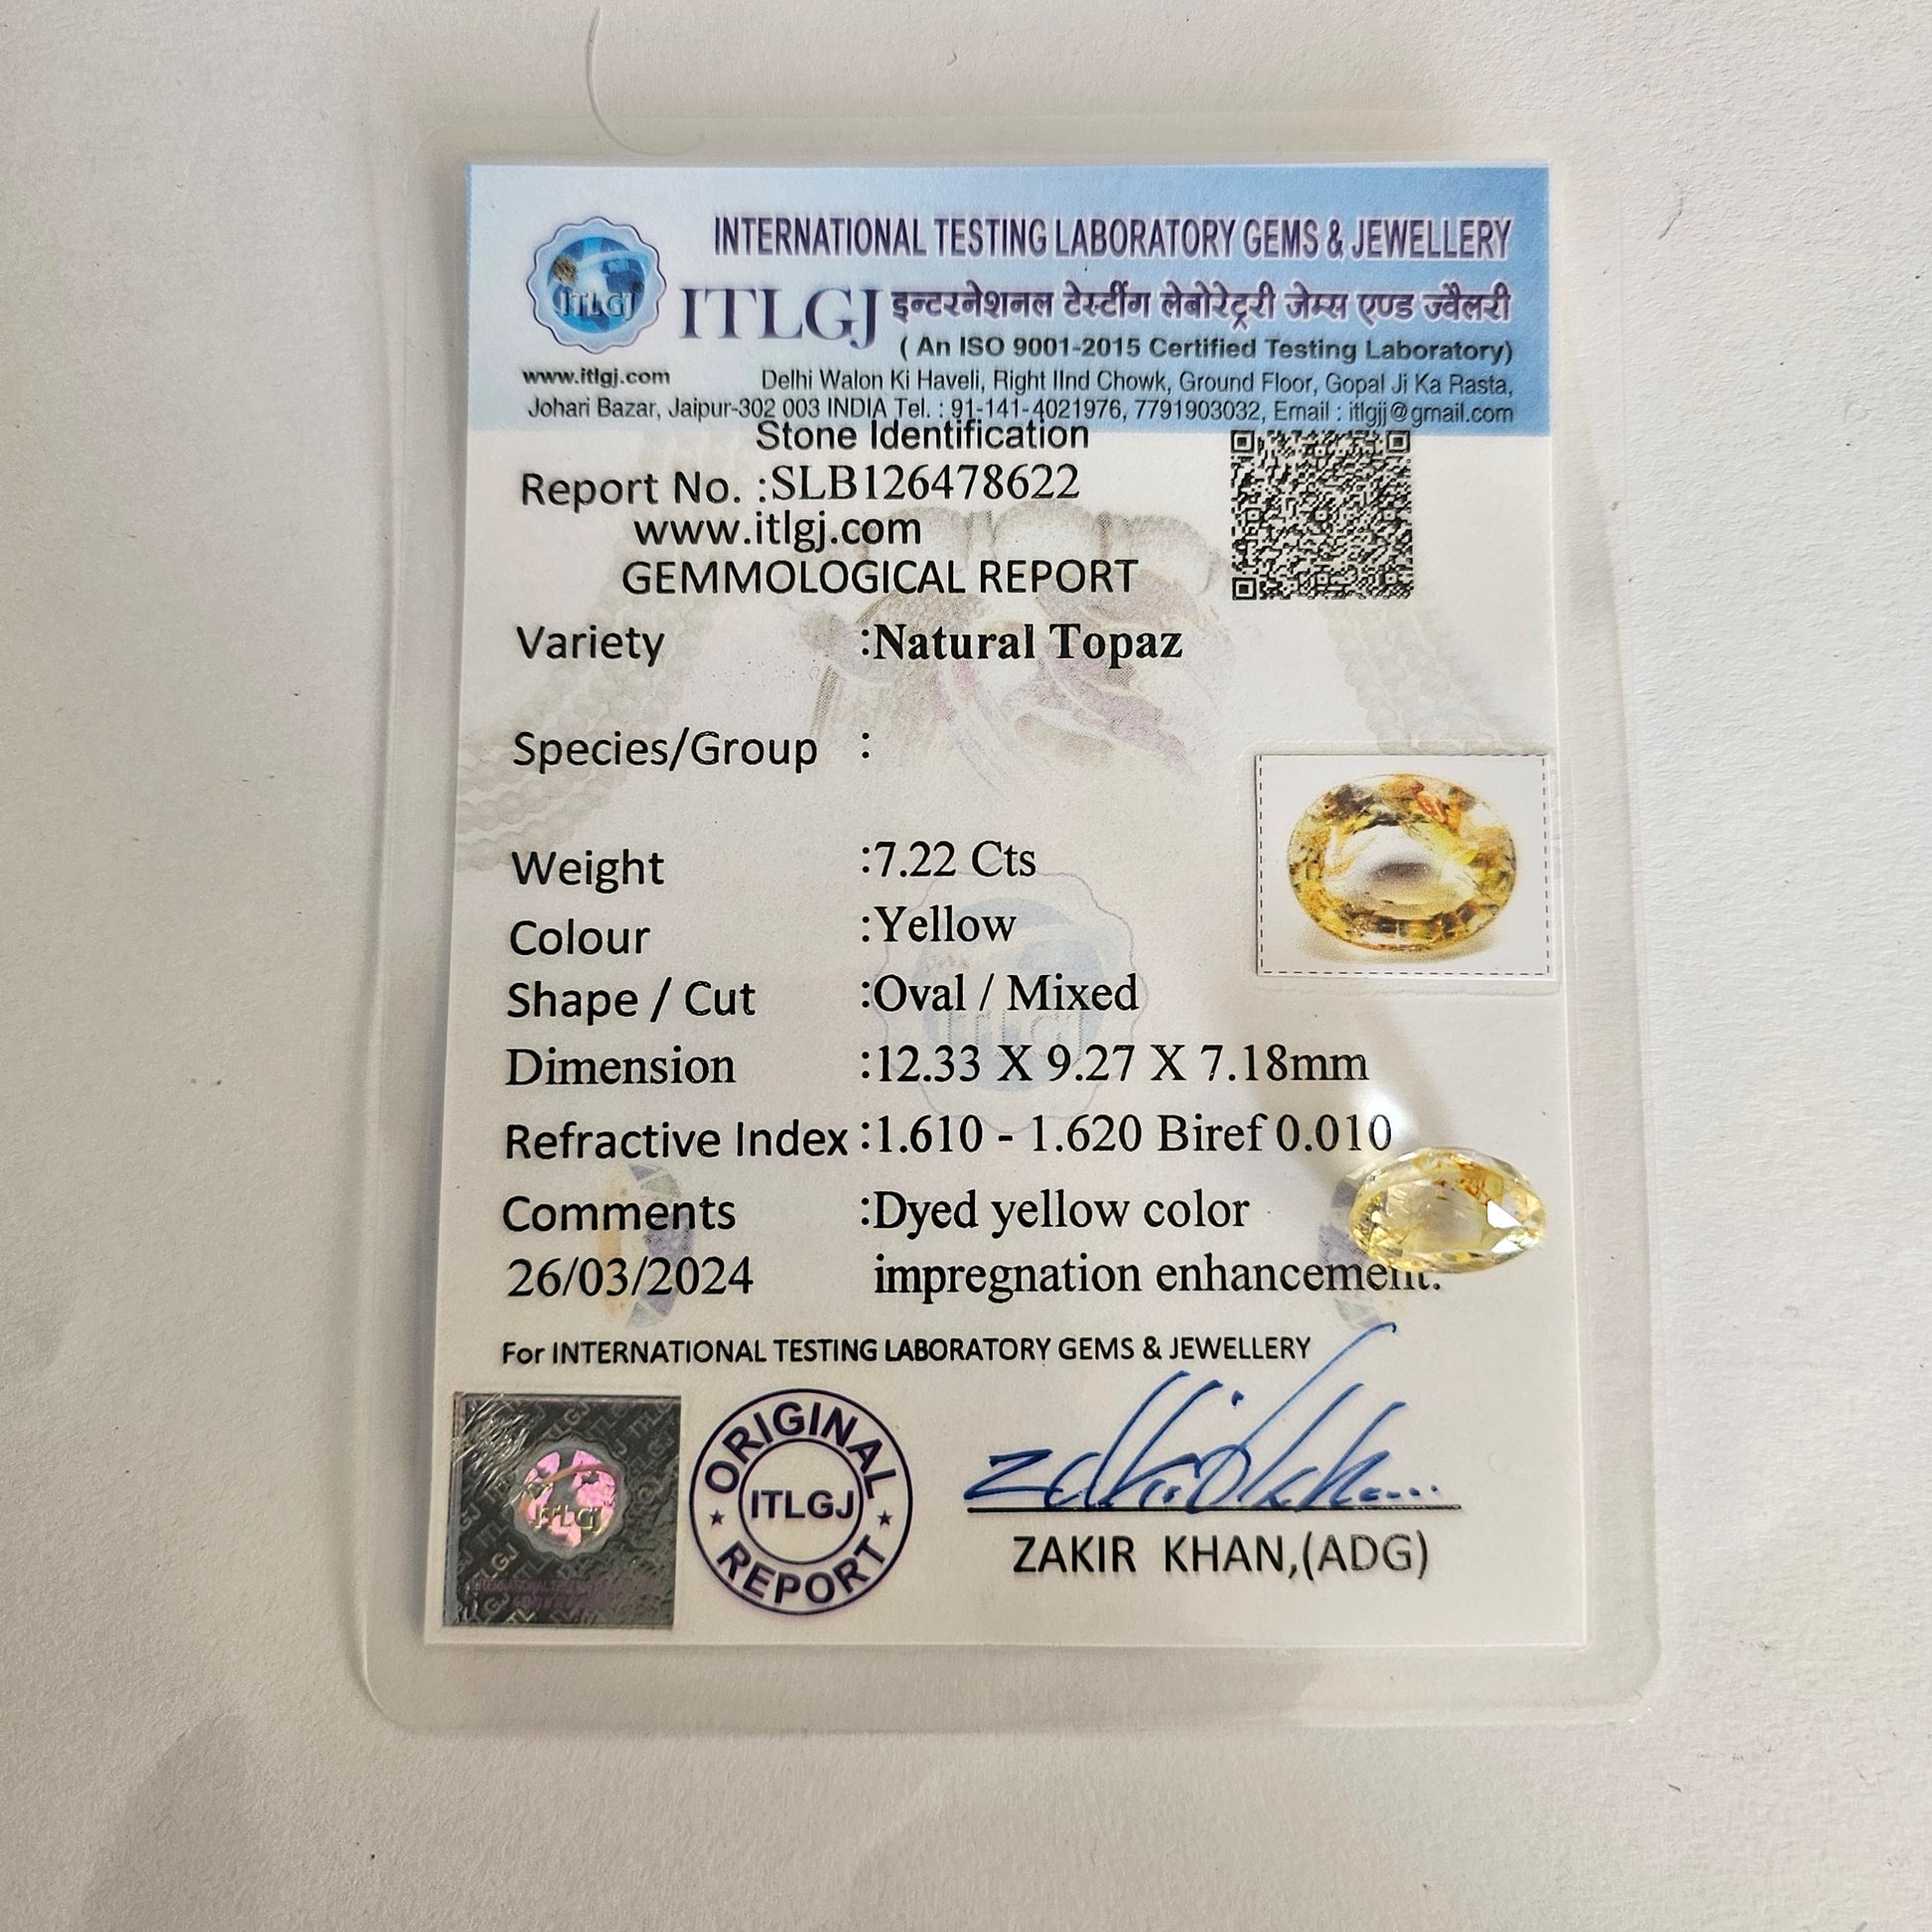 INTERNATIONAL TESTING LABORATORY GEMS & JEWELLERY
ITLGJ
ITLGJ इन्टरनेशनल टेस्टींग लेबोरेट्ररी जेम्स एण्ड ज्वैलरी
( An ISO 9001-2015 Certified Testing Laboratory)
www.itlgj.com Delhi Walon Ki Haveli, Right IInd Chowk, Ground Floor, Gopal Ji Ka Rasta,
Johari Bazar, Jaipur-302 003 INDIA Tel. : 91-141-4021976, 7791903032, Email : itlgjj@gmail.com
Stone Identification
Report No. :SLB126478622
www.itlgj.com
GEMMOLOGICAL REPORT
Variety :Natural Topaz
Species/Group :
Weight :7.22 Cts
Colour :Yellow
Shape / Cut :Oval / Mixed
Dimension :12.33 X 9.27 X 7.18mm
Refractive Index :1.610 - 1.620 Biref 0.010
Comments :Dyed yellow color
26/03/2024 impregnation enhancement.
For INTERNATIONAL TESTING LABORATORY GEMS & JEWELLERY
ITLGJ
ORIGINAL
ITLGJ
REPORT
ZAKIR KHAN,(ADG)